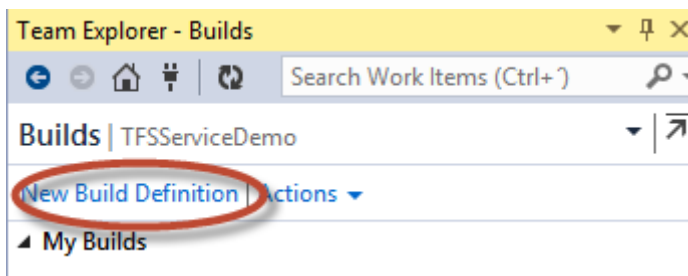 Team Explorer - Builds
Search Work Items (Ctrl+´)
Builds | TFSServiceDemo
New Build Definition | Actions
My Builds